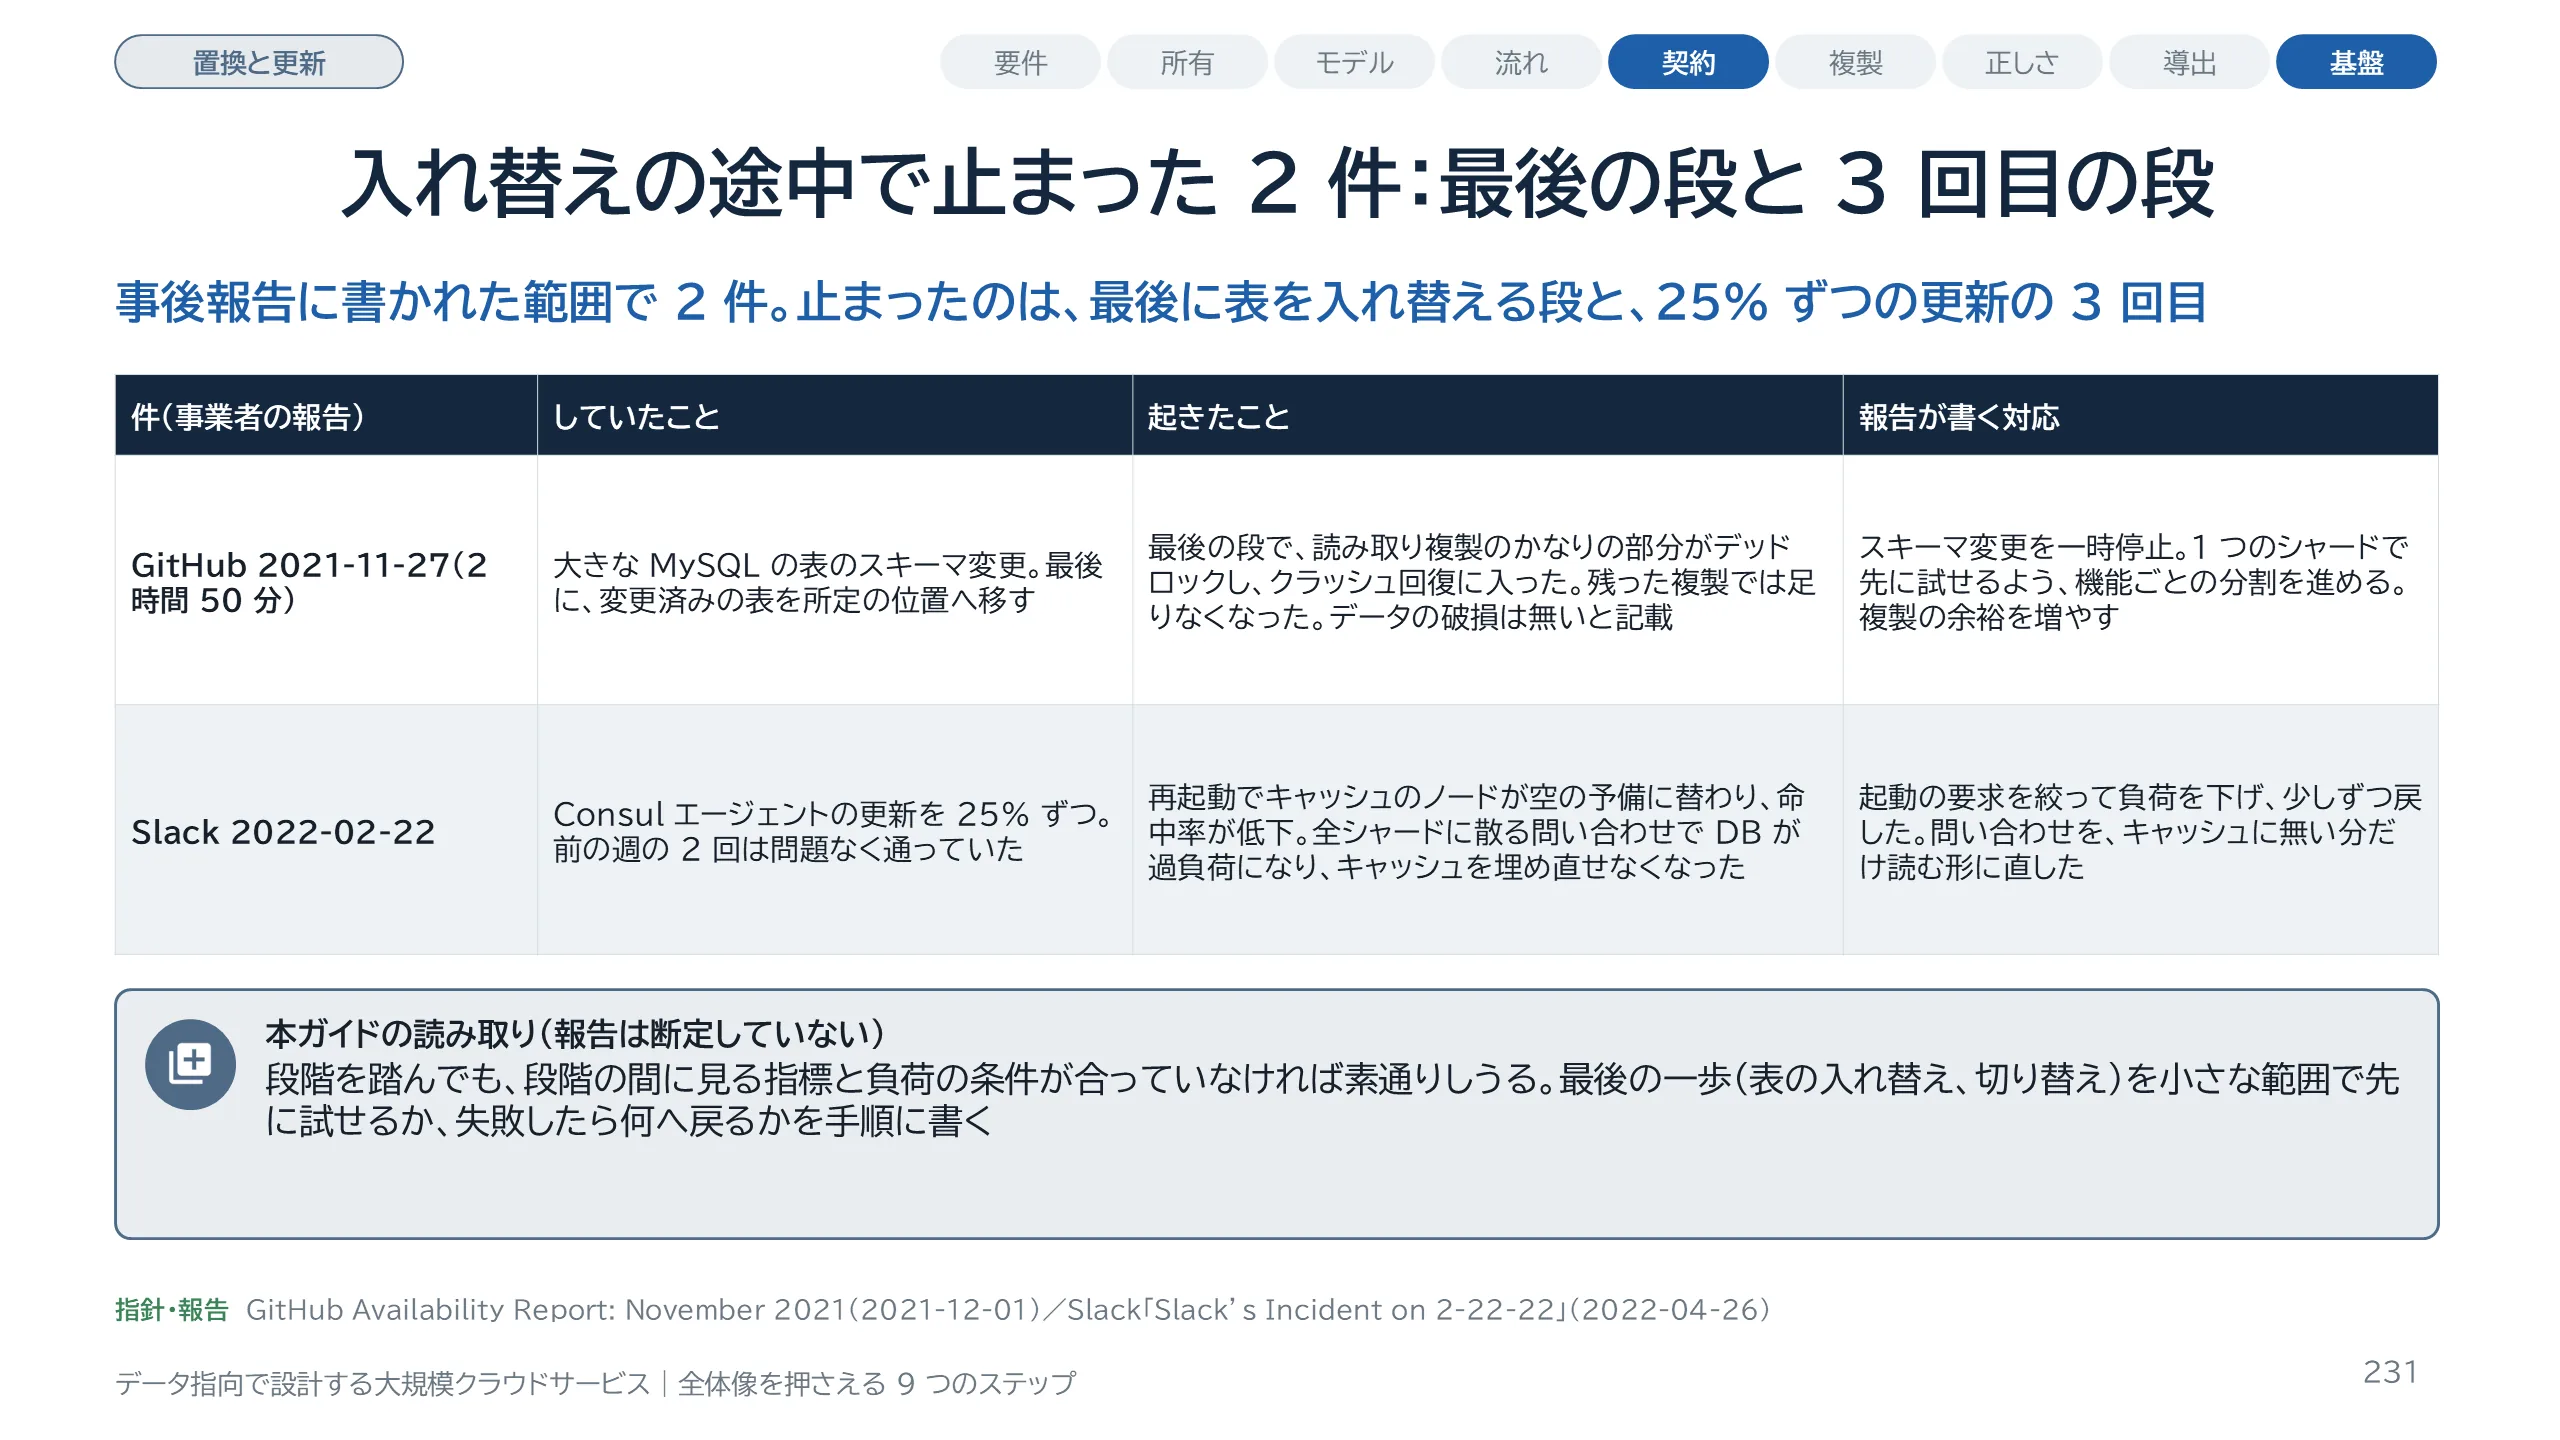 置換と更新
要件
所有
モデル
流れ
契約
複製
正しさ
導出
基盤
入れ替えの途中で止まった 2 件：最後の段と 3 回目の段
事後報告に書かれた範囲で 2 件。止まったのは、最後に表を入れ替える段と、25% ずつの更新の 3 回目
件（事業者の報告）
していたこと
起きたこと
報告が書く対応
GitHub 2021-11-27（2
時間 50 分）
大きな MySQL の表のスキーマ変更。最後
に、変更済みの表を所定の位置へ移す
最後の段で、読み取り複製のかなりの部分がデッド
ロックし、クラッシュ回復に入った。残った複製では足
りなくなった。データの破損は無いと記載
スキーマ変更を一時停止。1 つのシャードで
先に試せるよう、機能ごとの分割を進める。
複製の余裕を増やす
Slack 2022-02-22
Consul エージェントの更新を 25% ずつ。
前の週の 2 回は問題なく通っていた
再起動でキャッシュのノードが空の予備に替わり、命
中率が低下。全シャードに散る問い合わせで DB が
過負荷になり、キャッシュを埋め直せなくなった
起動の要求を絞って負荷を下げ、少しずつ戻
した。問い合わせを、キャッシュに無い分だ
け読む形に直した
本ガイドの読み取り（報告は断定していない）
段階を踏んでも、段階の間に見る指標と負荷の条件が合っていなければ素通りしうる。最後の一歩（表の入れ替え、切り替え）を小さな範囲で先
に試せるか、失敗したら何へ戻るかを手順に書く
指針・報告 GitHub Availability Report: November 2021（2021-12-01）／Slack「Slack’s Incident on 2-22-22」（2022-04-26）
データ指向で設計する大規模クラウドサービス｜全体像を押さえる 9 つのステップ
231